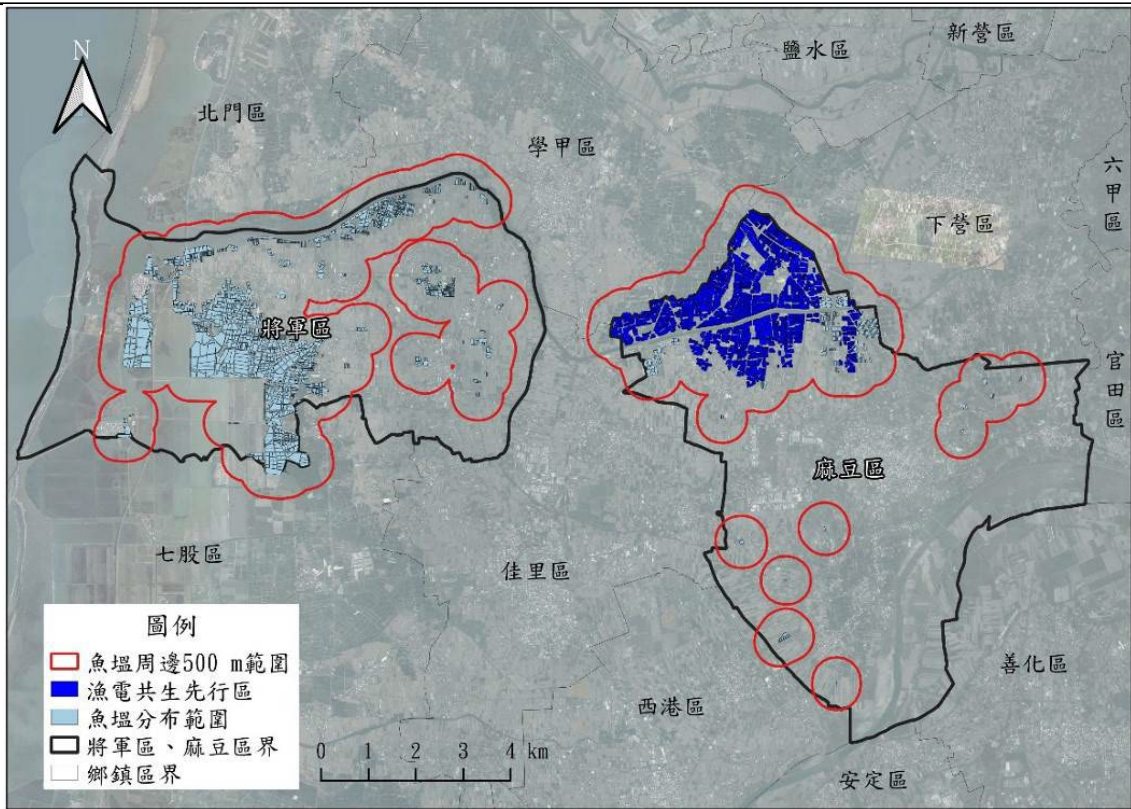 N
新營區
鹽水區
北門區
學甲區
六甲區
下營區
將軍區
官田區
麻豆區
七股區
佳里區
善化區
西港區
安定區
圖例
魚塭周邊500 m範圍
漁電共生先行區
魚塭分布範圍
將軍區、麻豆區界
鄉鎮區界
0 1 2 3 4 km